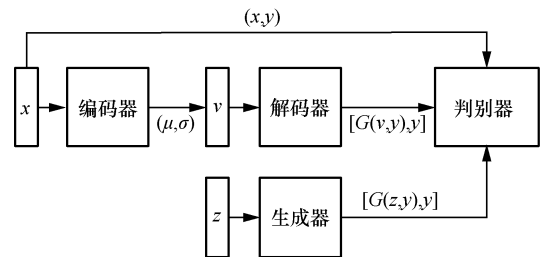 (x,y)
x
编码器
(μ,σ)
v
解码器
[G(v,y),y]
判别器
z
生成器
[G(z,y),y]